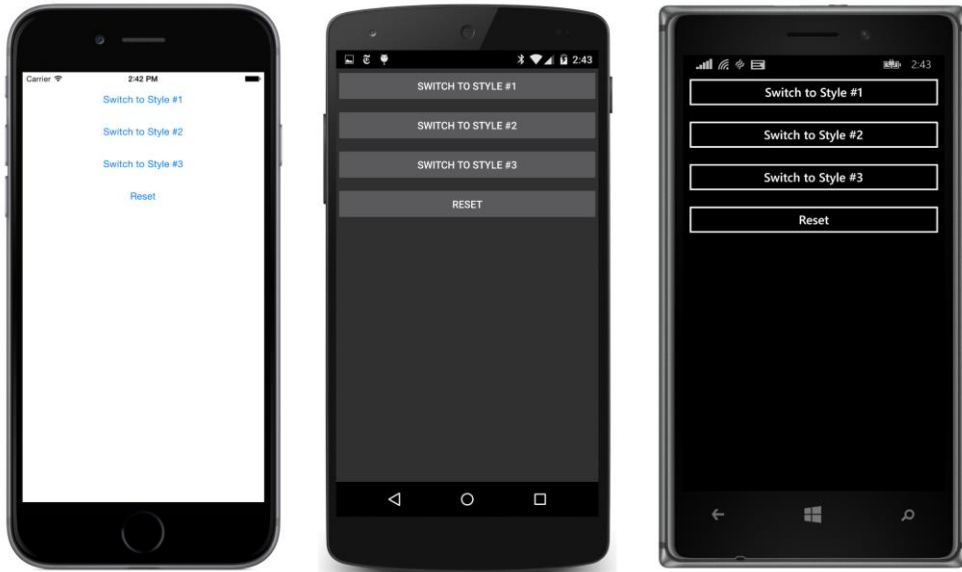 Carrier 2:42 PM
Switch to Style #1
Switch to Style #2
Switch to Style #3
Reset
2:43
SWITCH TO STYLE #1
SWITCH TO STYLE #2
SWITCH TO STYLE #3
RESET
2:43
Switch to Style #1
Switch to Style #2
Switch to Style #3
Reset